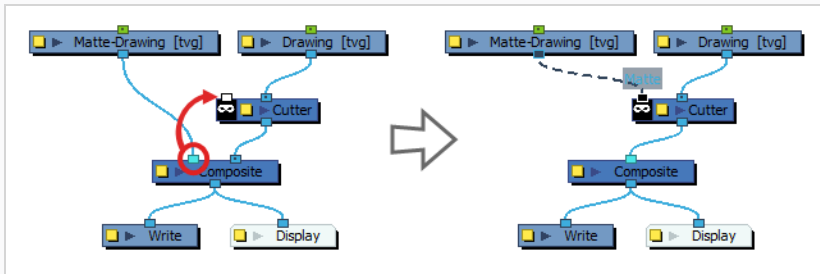 Matte-Drawing [tvg]
Drawing [tvg]
Cutter
Composite
Write
Display
Matte-Drawing [tvg]
Drawing [tvg]
Matte
Cutter
Composite
Write
Display